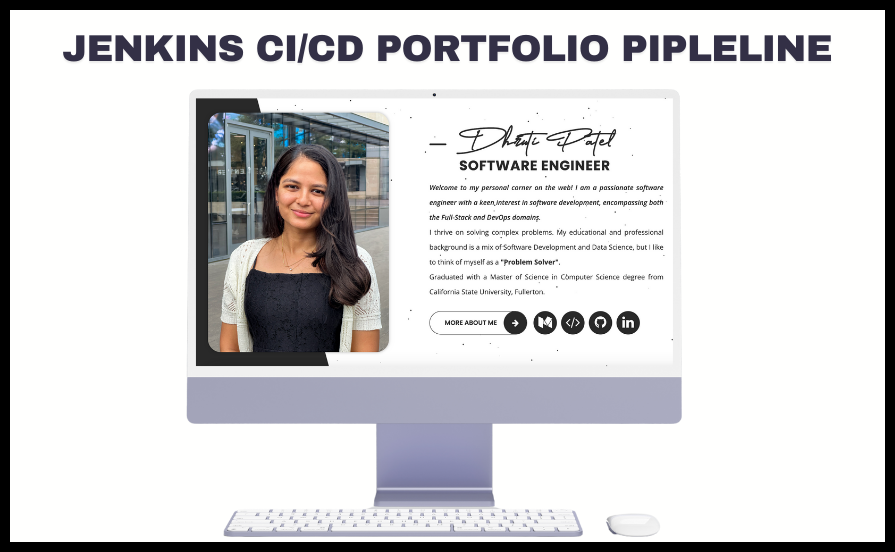 JENKINS CI/CD PORTFOLIO PIPLELINE
— Dhruti Patel
SOFTWARE ENGINEER
Welcome to my personal corner on the web! I am a passionate software
engineer with a keen interest in software development, encompassing both
the Full-Stack and DevOps domains.
I thrive on solving complex problems. My educational and professional
background is a mix of Software Development and Data Science, but I like
to think of myself as a "Problem Solver".
Graduated with a Master of Science in Computer Science degree from
California State University, Fullerton.
MORE ABOUT ME